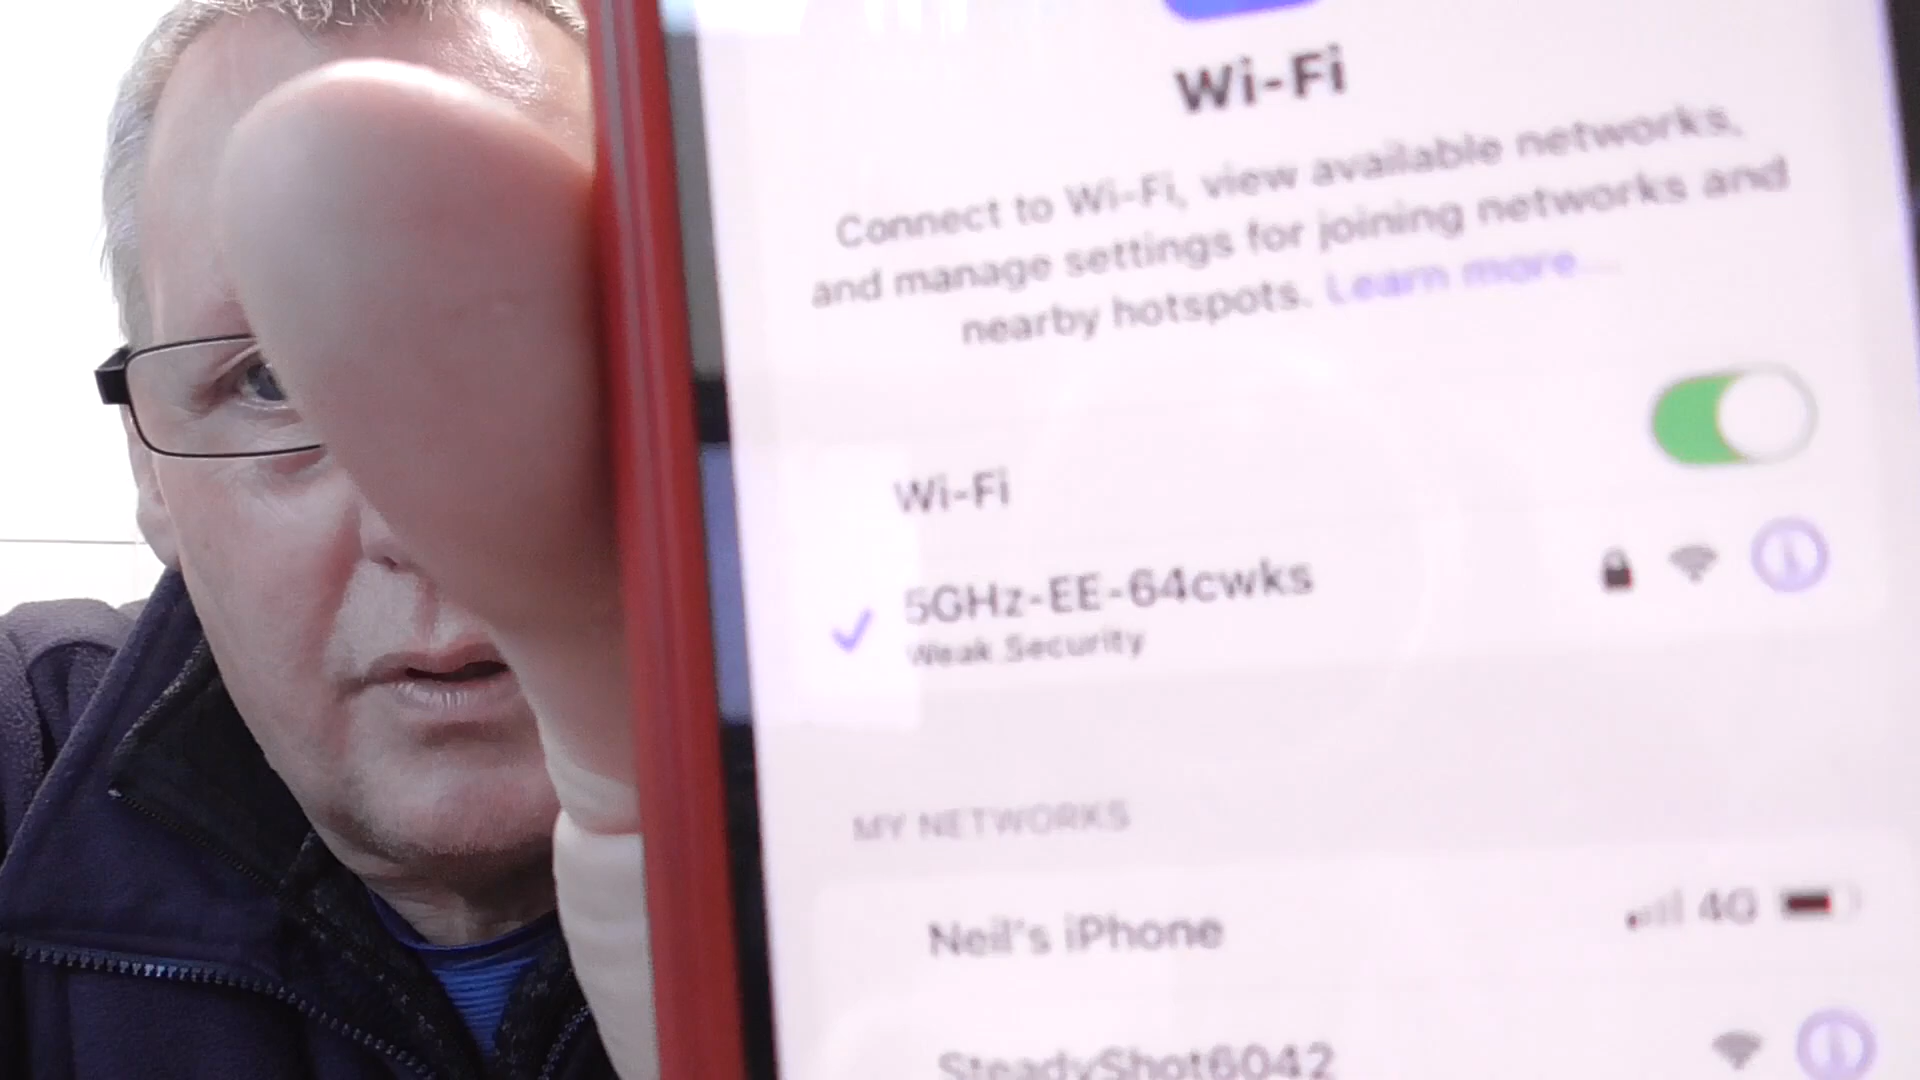 Wi-Fi
Connect to Wi-Fi, view available networks,
and manage settings for joining networks and
nearby hotspots. Learn more...
Wi-Fi
5GHz-EE-64cwks
Weak Security
MY NETWORKS
Neil's iPhone
4G
SteadyShot6042